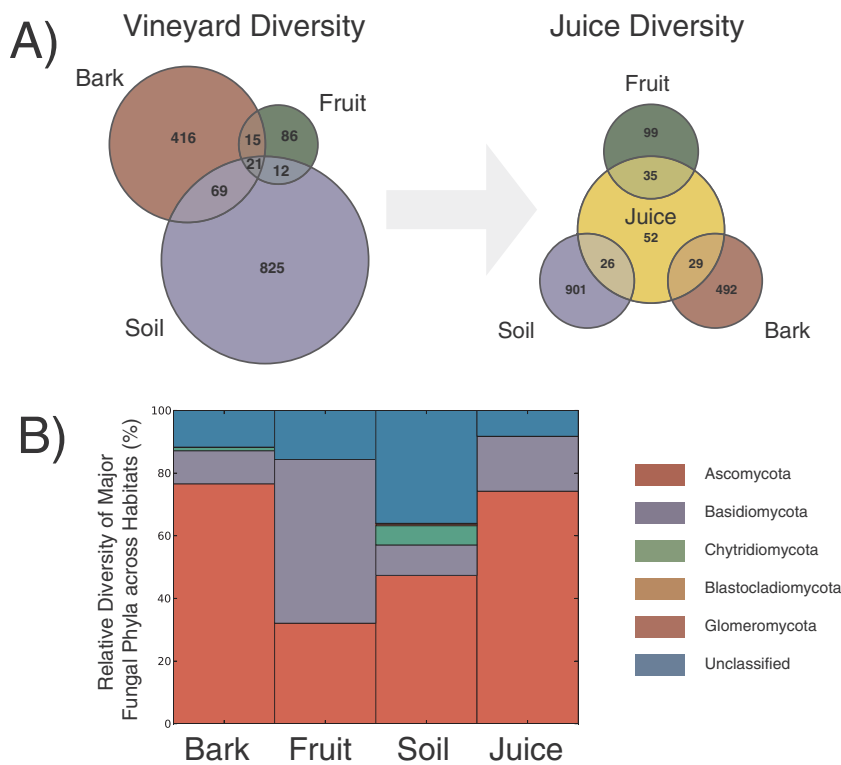 A)
Vineyard Diversity
Bark
Fruit
416
15
86
21
12
69
825
Soil
Juice Diversity
Fruit
99
35
Juice
52
26
29
901
492
Soil
Bark
B)
Relative Diversity of Major
Fungal Phyla across Habitats (%)
100
80
60
40
20
0
Bark
Fruit
Soil
Juice
Ascomycota
Basidiomycota
Chytridiomycota
Blastocladiomycota
Glomeromycota
Unclassified